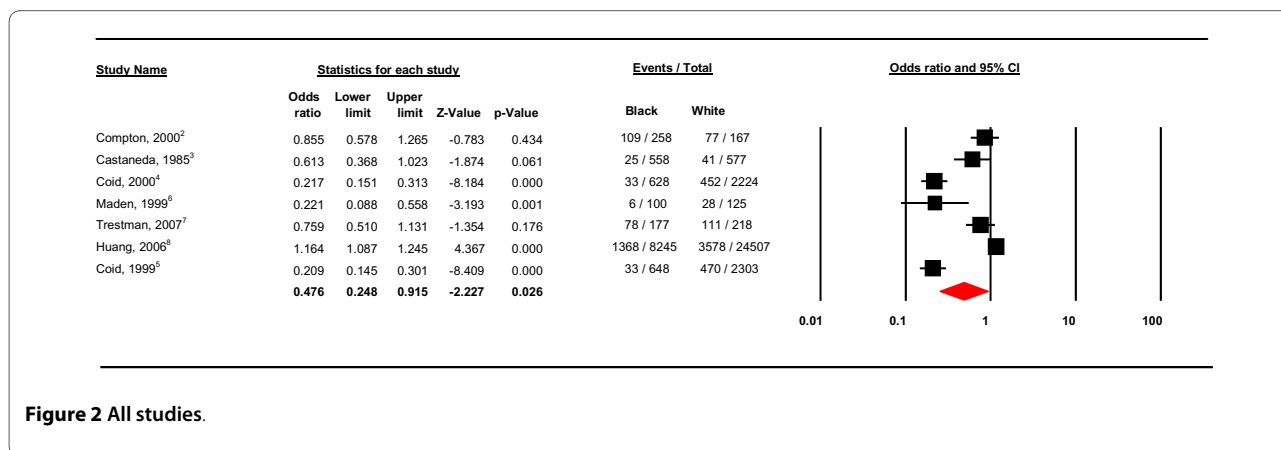 Study Name Statistics for each study Events / Total Odds ratio and 95% CI
Odds ratio Lower limit Upper limit Z-Value p-Value Black White
Compton, 2000² 0.855 0.578 1.265 -0.783 0.434 109 / 258 77 / 167
Castaneda, 1985³ 0.613 0.368 1.023 -1.874 0.061 25 / 558 41 / 577
Coid, 2000⁴ 0.217 0.151 0.313 -8.184 0.000 33 / 628 452 / 2224
Maden, 1999⁶ 0.221 0.088 0.558 -3.193 0.001 6 / 100 28 / 125
Trestman, 2007⁷ 0.759 0.510 1.131 -1.354 0.176 78 / 177 111 / 218
Huang, 2006⁸ 1.164 1.087 1.245 4.367 0.000 1368 / 8245 3578 / 24507
Coid, 1999⁵ 0.209 0.145 0.301 -8.409 0.000 33 / 648 470 / 2303
0.476 0.248 0.915 -2.227 0.026
0.01 0.1 1 10 100
Figure 2 All studies.